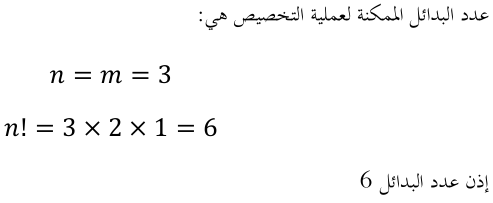 عدد البدائل الممكنة لعملية التخصيص هي:
n = m = 3
n! = 3 × 2 × 1 = 6
إذن عدد البدائل 6